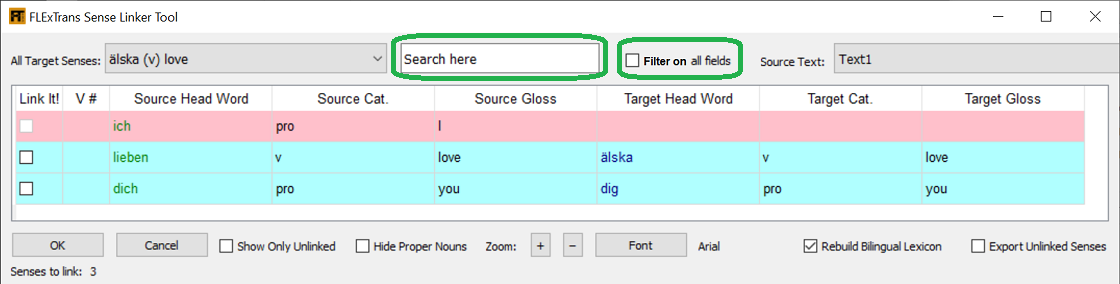 FLExTrans Sense Linker Tool
All Target Senses: älska (v) love Search here Filter on all fields Source Text: Text1
Link It! V # Source Head Word Source Cat. Source Gloss Target Head Word Target Cat. Target Gloss
ich pro I
lieben v love älska v love
dich pro you dig pro you
OK Cancel Show Only Unlinked Hide Proper Nouns Zoom: + − Font Arial Rebuild Bilingual Lexicon Export Unlinked Senses
Senses to link: 3